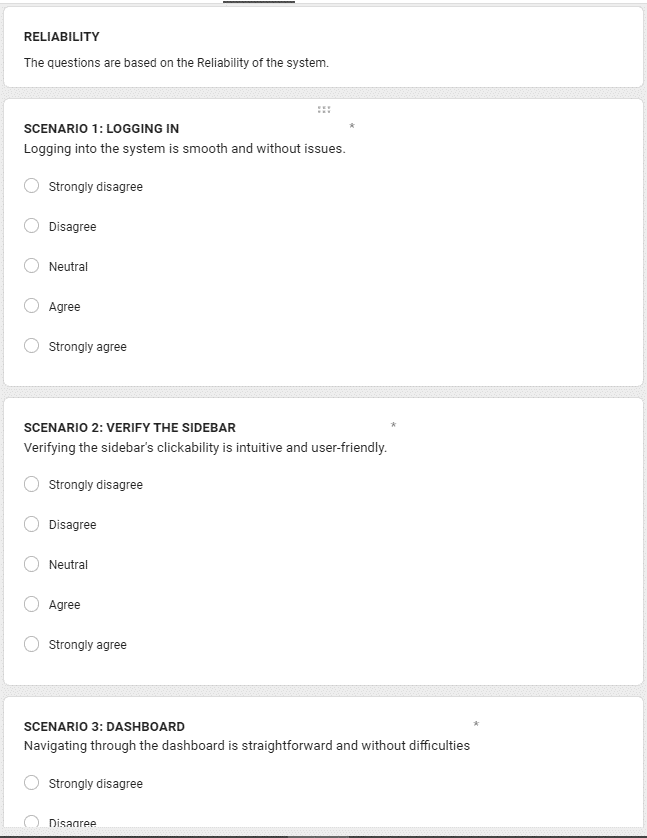 RELIABILITY
The questions are based on the Reliability of the system.
SCENARIO 1: LOGGING IN *
Logging into the system is smooth and without issues.
Strongly disagree
Disagree
Neutral
Agree
Strongly agree
SCENARIO 2: VERIFY THE SIDEBAR *
Verifying the sidebar's clickability is intuitive and user-friendly.
Strongly disagree
Disagree
Neutral
Agree
Strongly agree
SCENARIO 3: DASHBOARD *
Navigating through the dashboard is straightforward and without difficulties
Strongly disagree
Disagree